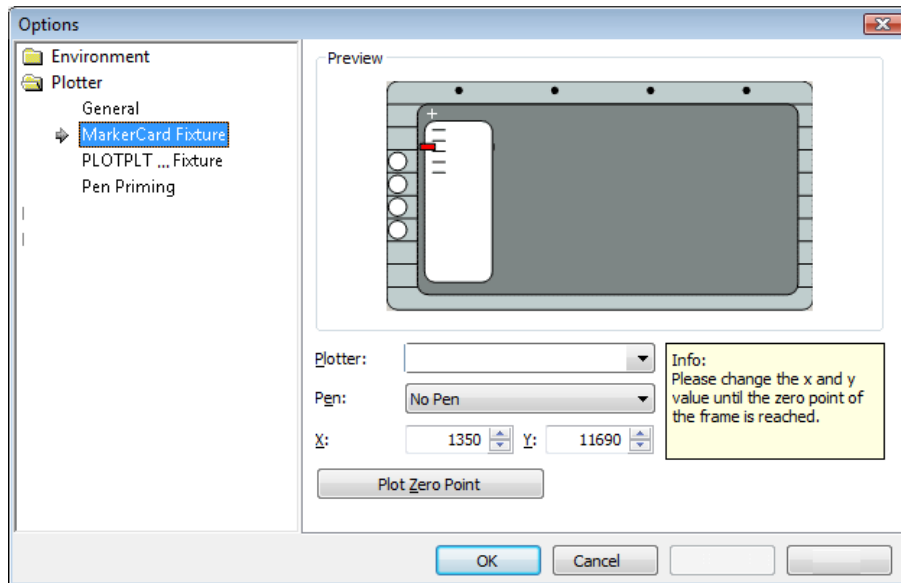 Options
Environment
Plotter
General
MarkerCard Fixture
PLOTPLT ... Fixture
Pen Priming
Preview
Plotter:
Pen: No Pen
X: 1350 Y: 11690
Plot Zero Point
Info:
Please change the x and y
value until the zero point of
the frame is reached.
OK Cancel